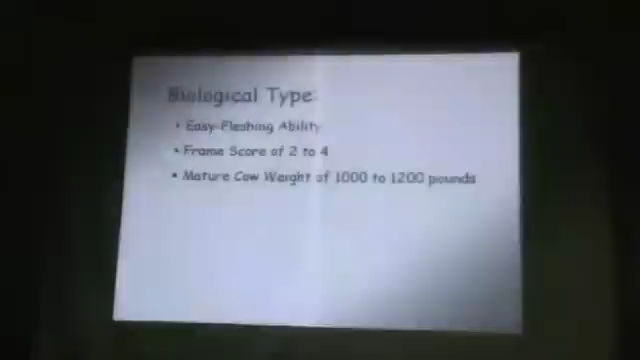 Biological Type
• Easy-Fleshing Ability
• Frame Score of 2 to 4
• Mature Cow Weight of 1000 to 1200 pounds